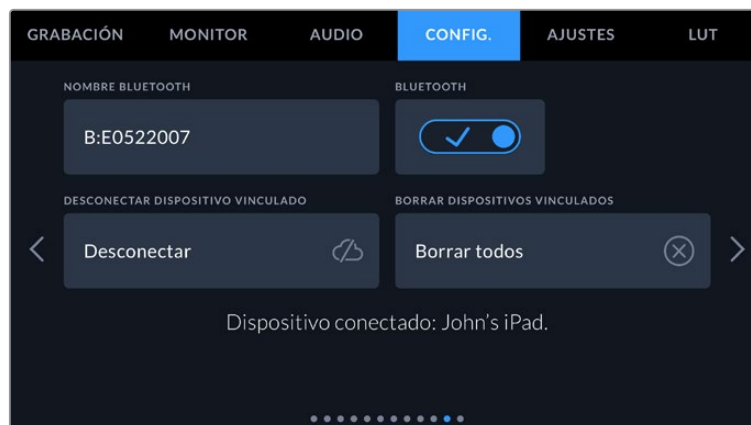 GRABACIÓN MONITOR AUDIO CONFIG. AJUSTES LUT
NOMBRE BLUETOOTH BLUETOOTH
B:E0522007
DESCONECTAR DISPOSITIVO VINCULADO BORRAR DISPOSITIVOS VINCULADOS
Desconectar Borrar todos
Dispositivo conectado: John's iPad.